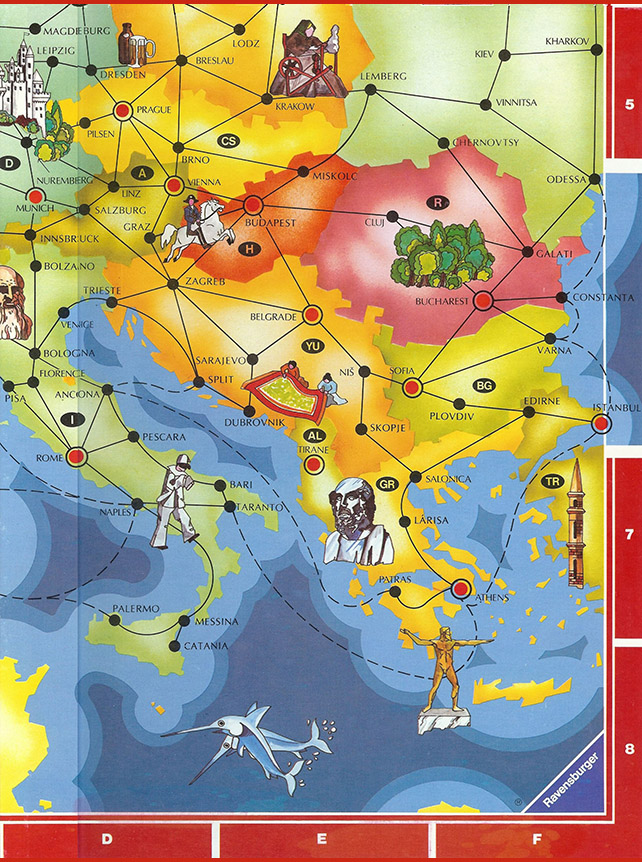 MAGDEBURG
LODZ
KHARKOV
LEIPZIG
KIEV
DRESDEN
BRESLAU
LEMBERG
5
PRAGUE
KRAKOW
VINNITSA
PILSEN
CS
CHERNOVTSY
BRNO
D
A
MISKOLC
NUREMBERG
LINZ
VIENNA
ODESSA
MUNICH
SALZBURG
R
BUDAPEST
CLUJ
GRAZ
INNSBRUCK
H
GALATI
BOLZANO
ZAGREB
TRIESTE
BUCHAREST
CONSTANTA
VENICE
BELGRADE
YU
VARNA
BOLOGNA
SARAJEVO
NIŠ
SOFIA
FLORENCE
SPLIT
BG
PISA
ANCONA
EDIRNE
ISTANBUL
I
DUBROVNIK
PLOVDIV
SKOPJE
PESCARA
AL
TIRANE
ROME
SALONICA
GR
TR
BARI
NAPLES
TARANTO
LÁRISA
7
PATRAS
ATHENS
PALERMO
MESSINA
CATANIA
8
Ravensburger
®
D
E
F